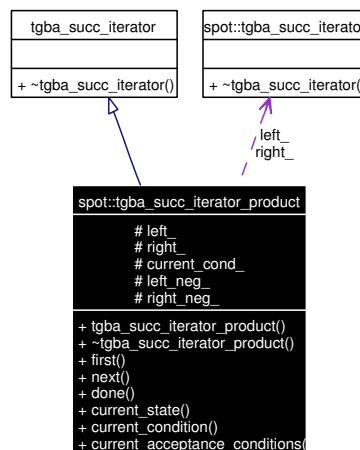 tgba_succ_iterator
+ ~tgba_succ_iterator()
spot::tgba_succ_iterato
+ ~tgba_succ_iterator(
left_
right_
spot::tgba_succ_iterator_product
# left_
# right_
# current_cond_
# left_neg_
# right_neg_
+ tgba_succ_iterator_product()
+ ~tgba_succ_iterator_product()
+ first()
+ next()
+ done()
+ current_state()
+ current_condition()
+ current_acceptance_conditions(